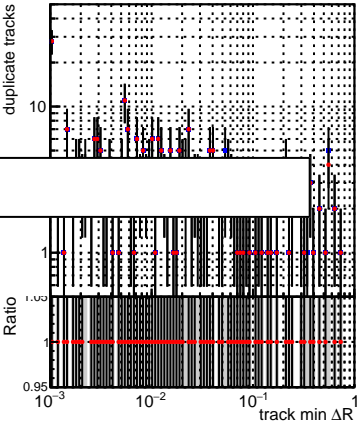 duplicate tracks
10
1
Ratio
1.05
1
0.95
10⁻³ 10⁻² 10⁻¹ 1
track min ΔR